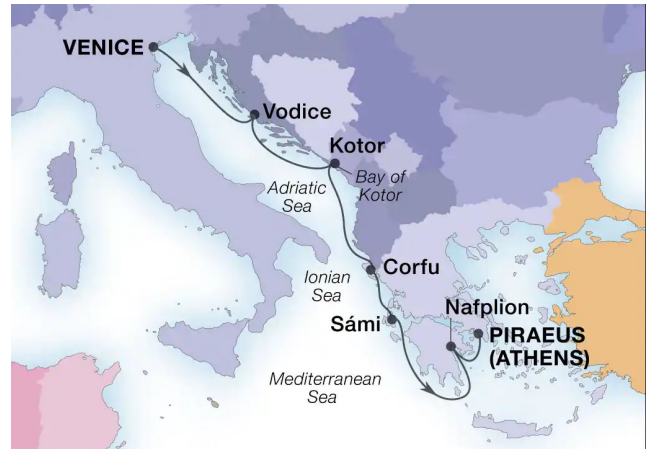 VENICE
Vodice
Kotor
Bay of
Kotor
Adriatic
Sea
Corfu
Ionian
Sea
Nafplion
Sámi
PIRAEUS
(ATHENS)
Mediterranean
Sea